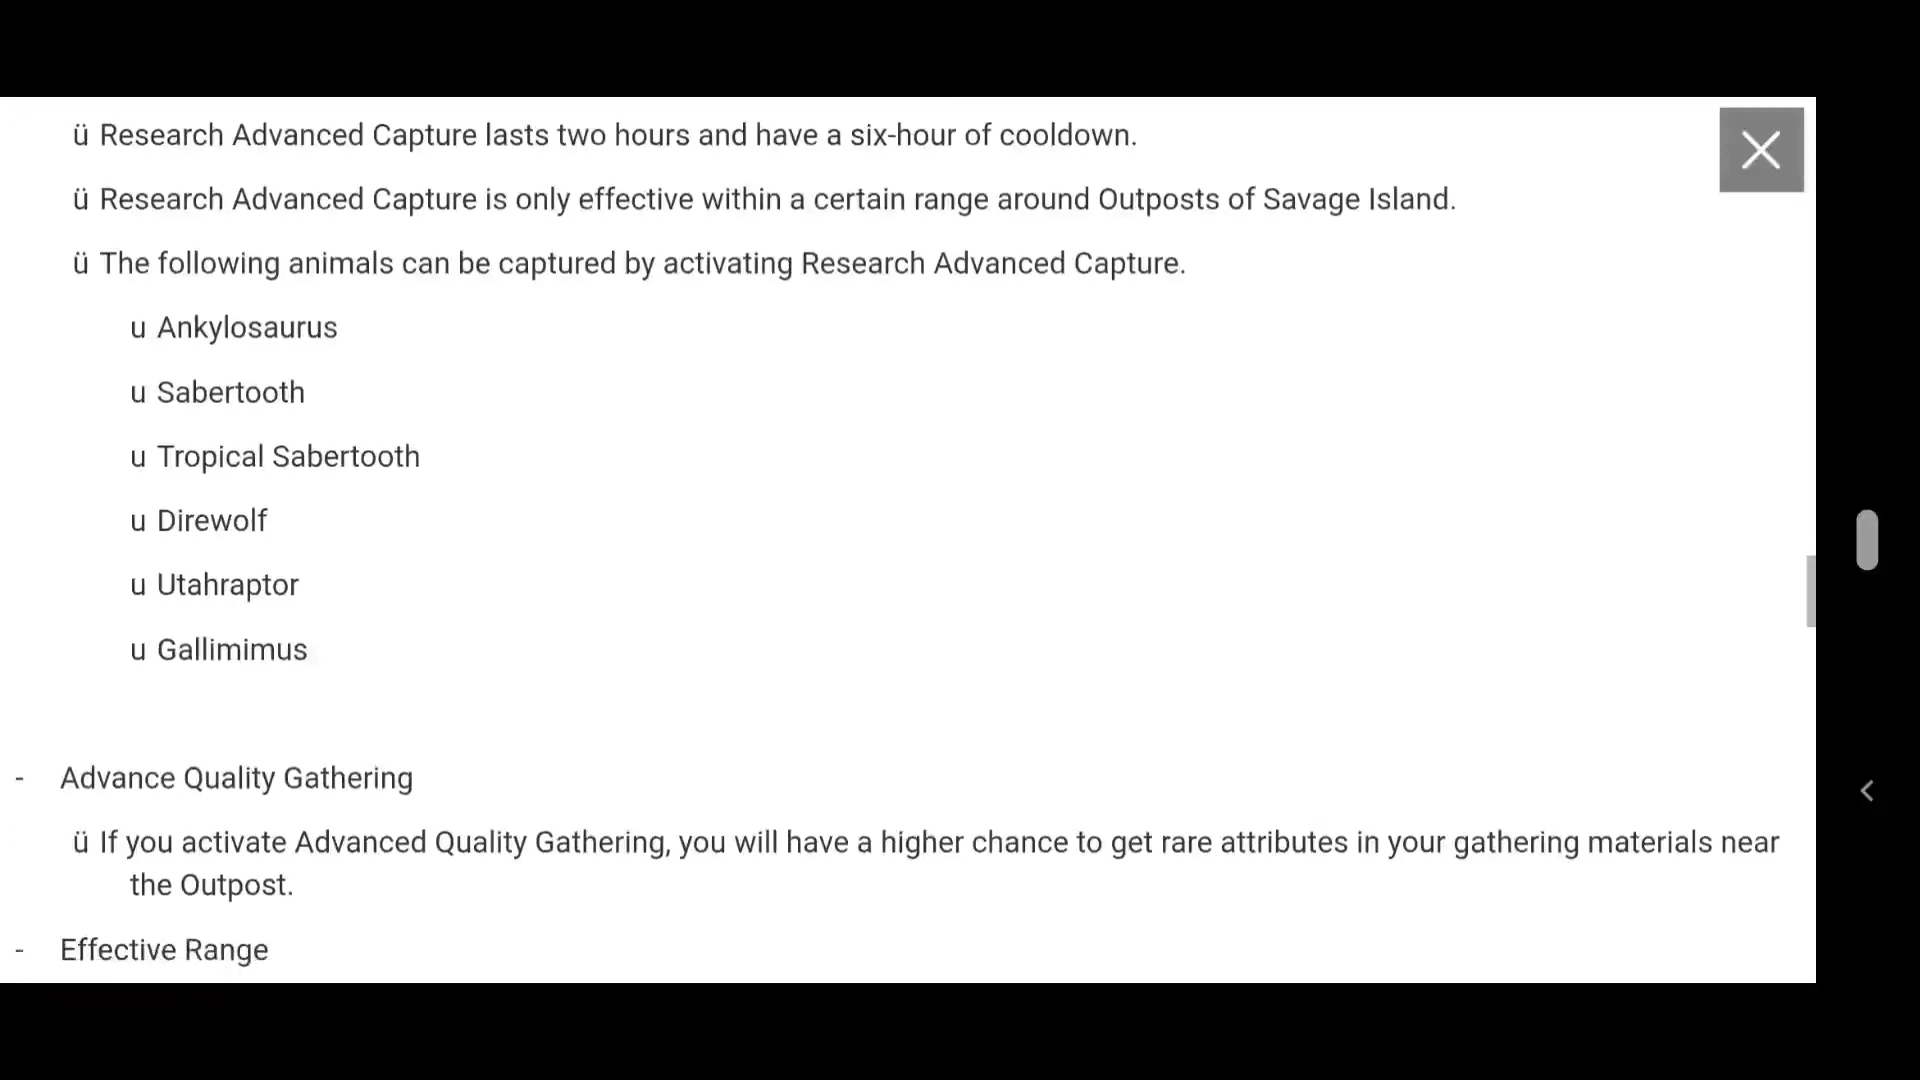 ü Research Advanced Capture lasts two hours and have a six-hour of cooldown.
ü Research Advanced Capture is only effective within a certain range around Outposts of Savage Island.
ü The following animals can be captured by activating Research Advanced Capture.
u Ankylosaurus
u Sabertooth
u Tropical Sabertooth
u Direwolf
u Utahraptor
u Gallimimus
- Advance Quality Gathering
ü If you activate Advanced Quality Gathering, you will have a higher chance to get rare attributes in your gathering materials near
the Outpost.
- Effective Range